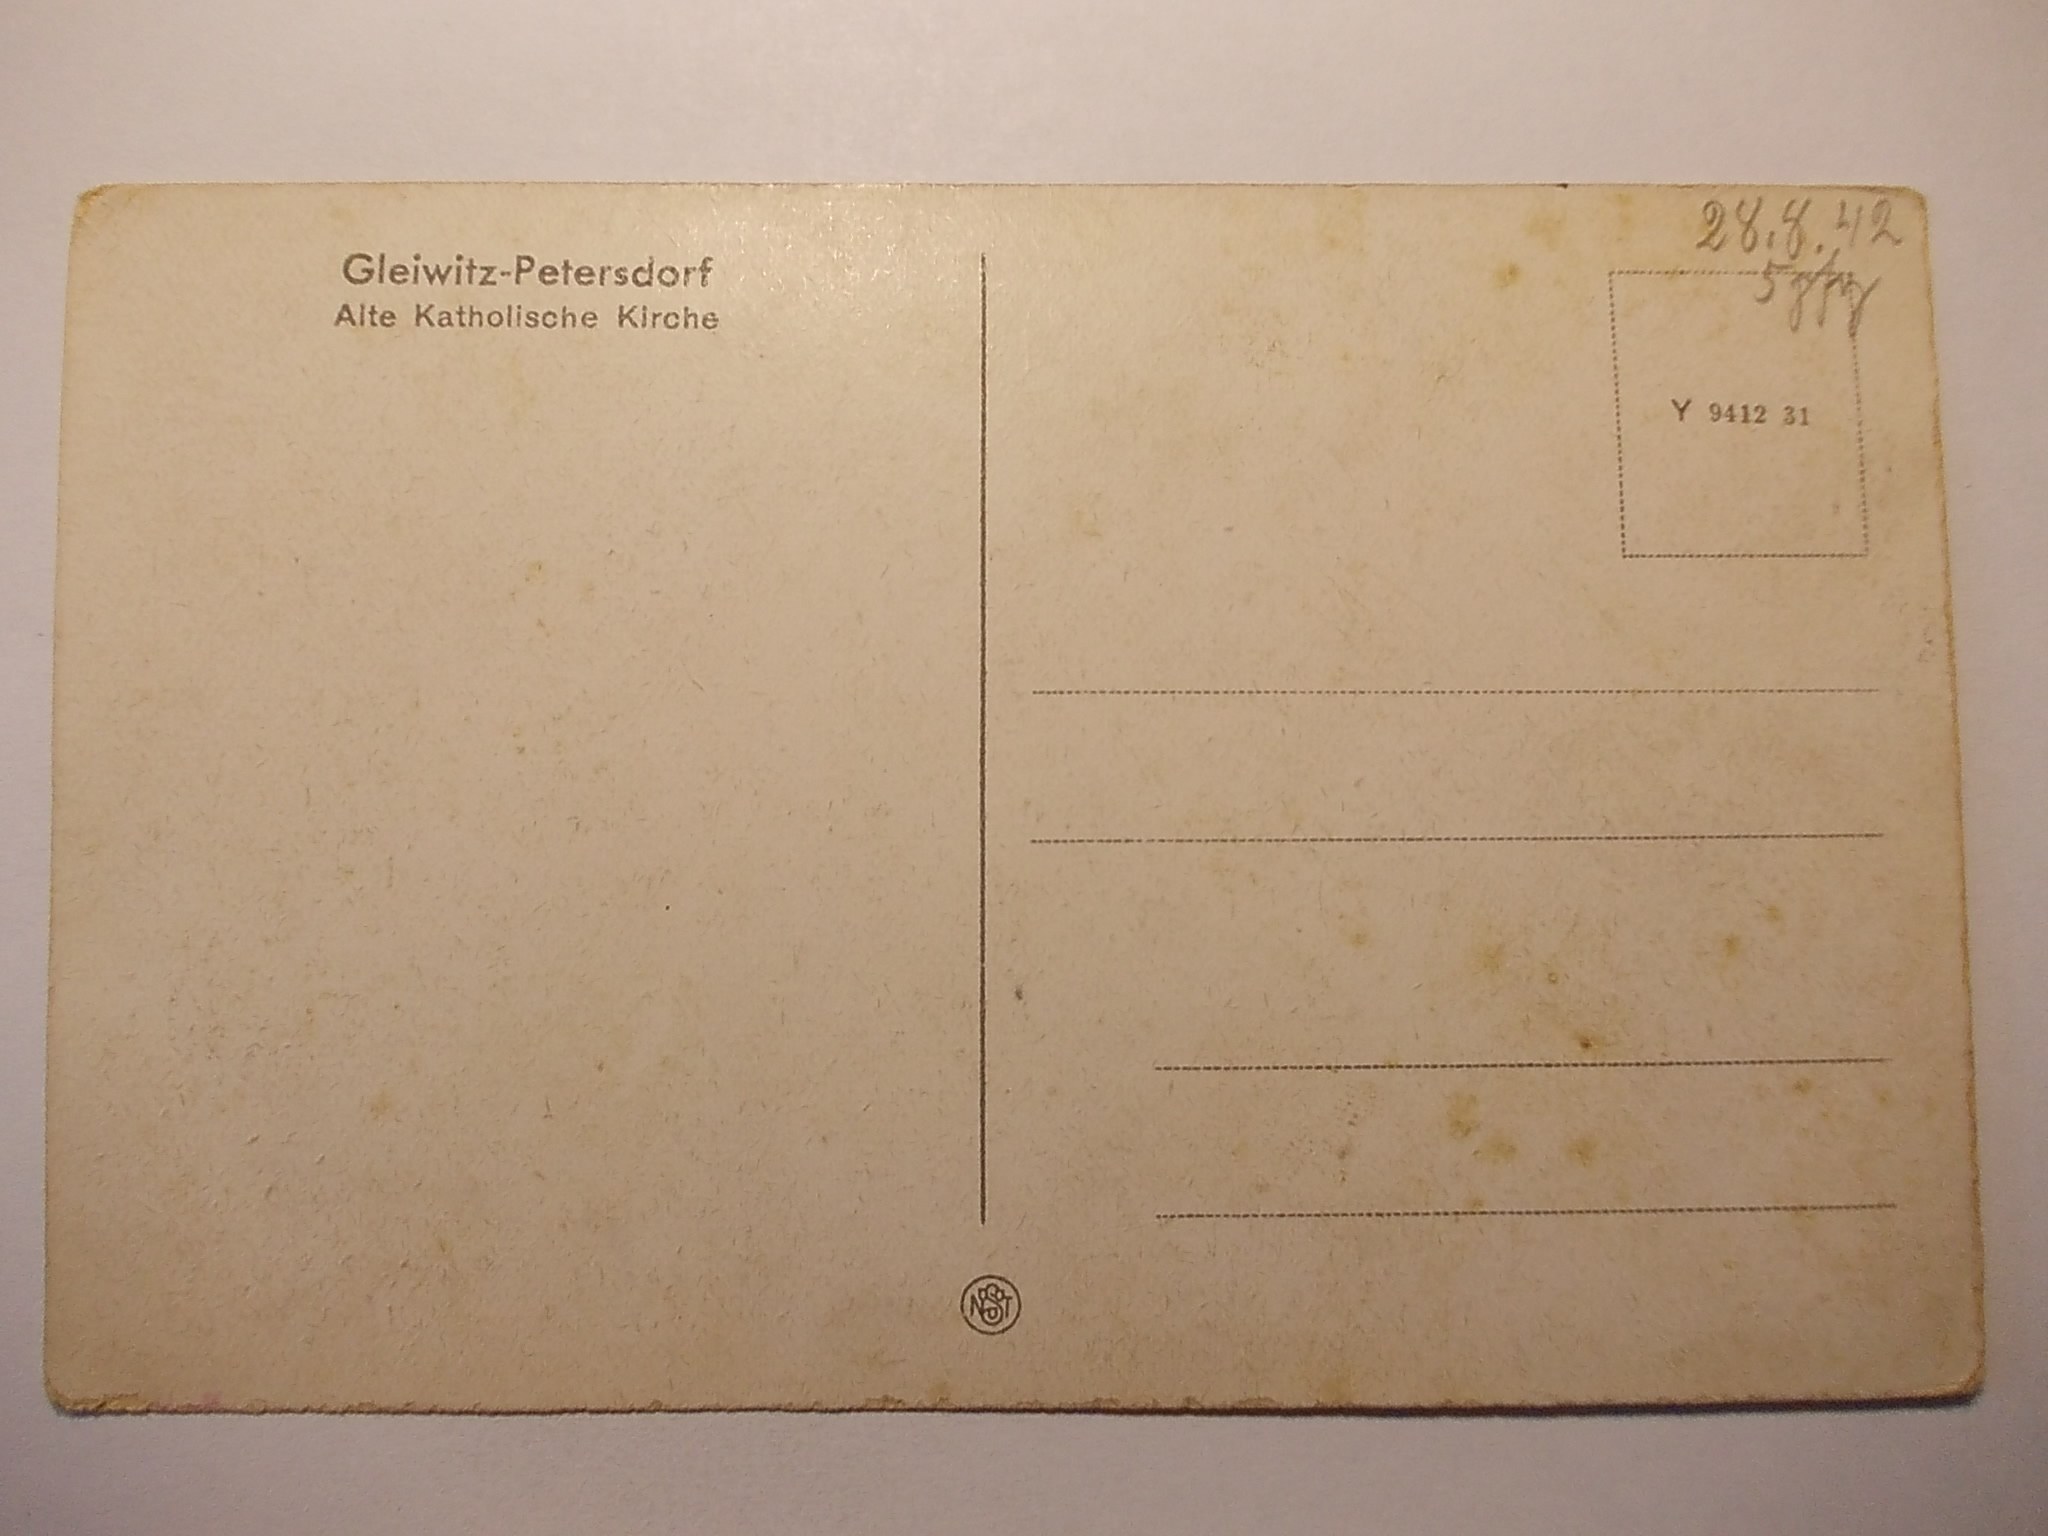 Gleiwitz-Petersdorf
Alte Katholische Kirche
28.8.42
Y 9412 31